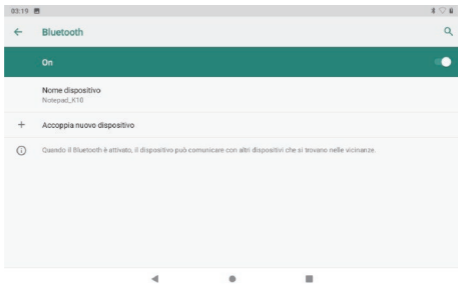 03:19
Bluetooth
On
Nome dispositivo
Notepad_K10
Accoppia nuovo dispositivo
Quando il Bluetooth è attivato, il dispositivo può comunicare con altri dispositivi che si trovano nelle vicinanze.